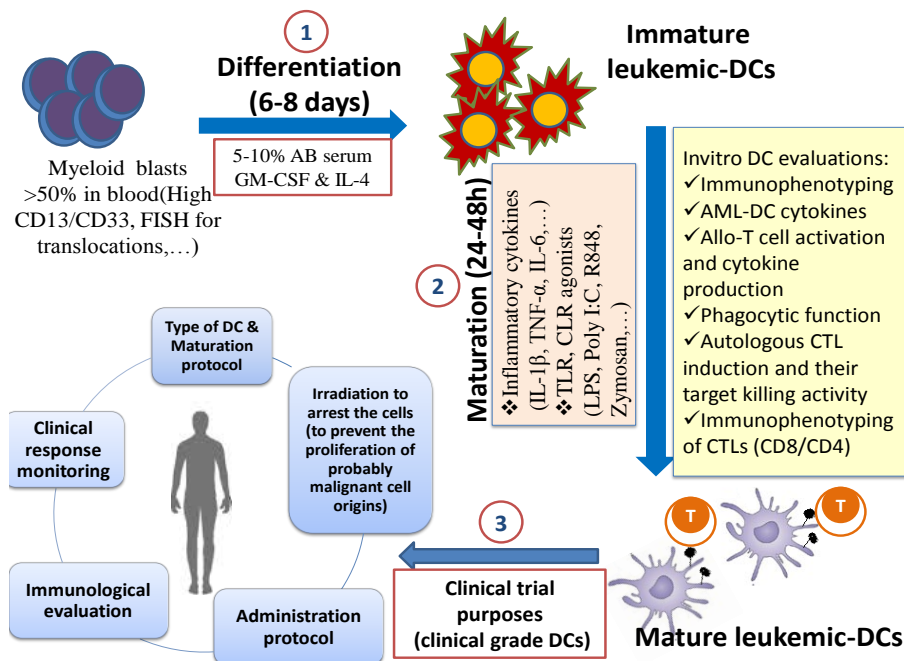 1
Differentiation
(6-8 days)
5-10% AB serum
GM-CSF & IL-4
Myeloid blasts
>50% in blood(High
CD13/CD33, FISH for
translocations,…)
Immature
leukemic-DCs
2
Maturation (24-48h)
❖Inflammatory cytokines
(IL-1β, TNF-α, IL-6,…)
❖TLR, CLR agonists
(LPS, Poly I:C, R848,
Zymosan,…)
Invitro DC evaluations:
✓Immunophenotyping
✓AML-DC cytokines
✓Allo-T cell activation
and cytokine
production
✓Phagocytic function
✓Autologous CTL
induction and their
target killing activity
✓Immunophenotyping
of CTLs (CD8/CD4)
T
T
Mature leukemic-DCs
3
Clinical trial
purposes
(clinical grade DCs)
Type of DC &
Maturation
protocol
Irradiation to
arrest the cells
(to prevent the
proliferation of
probably
malignant cell
origins)
Administration
protocol
Immunological
evaluation
Clinical
response
monitoring